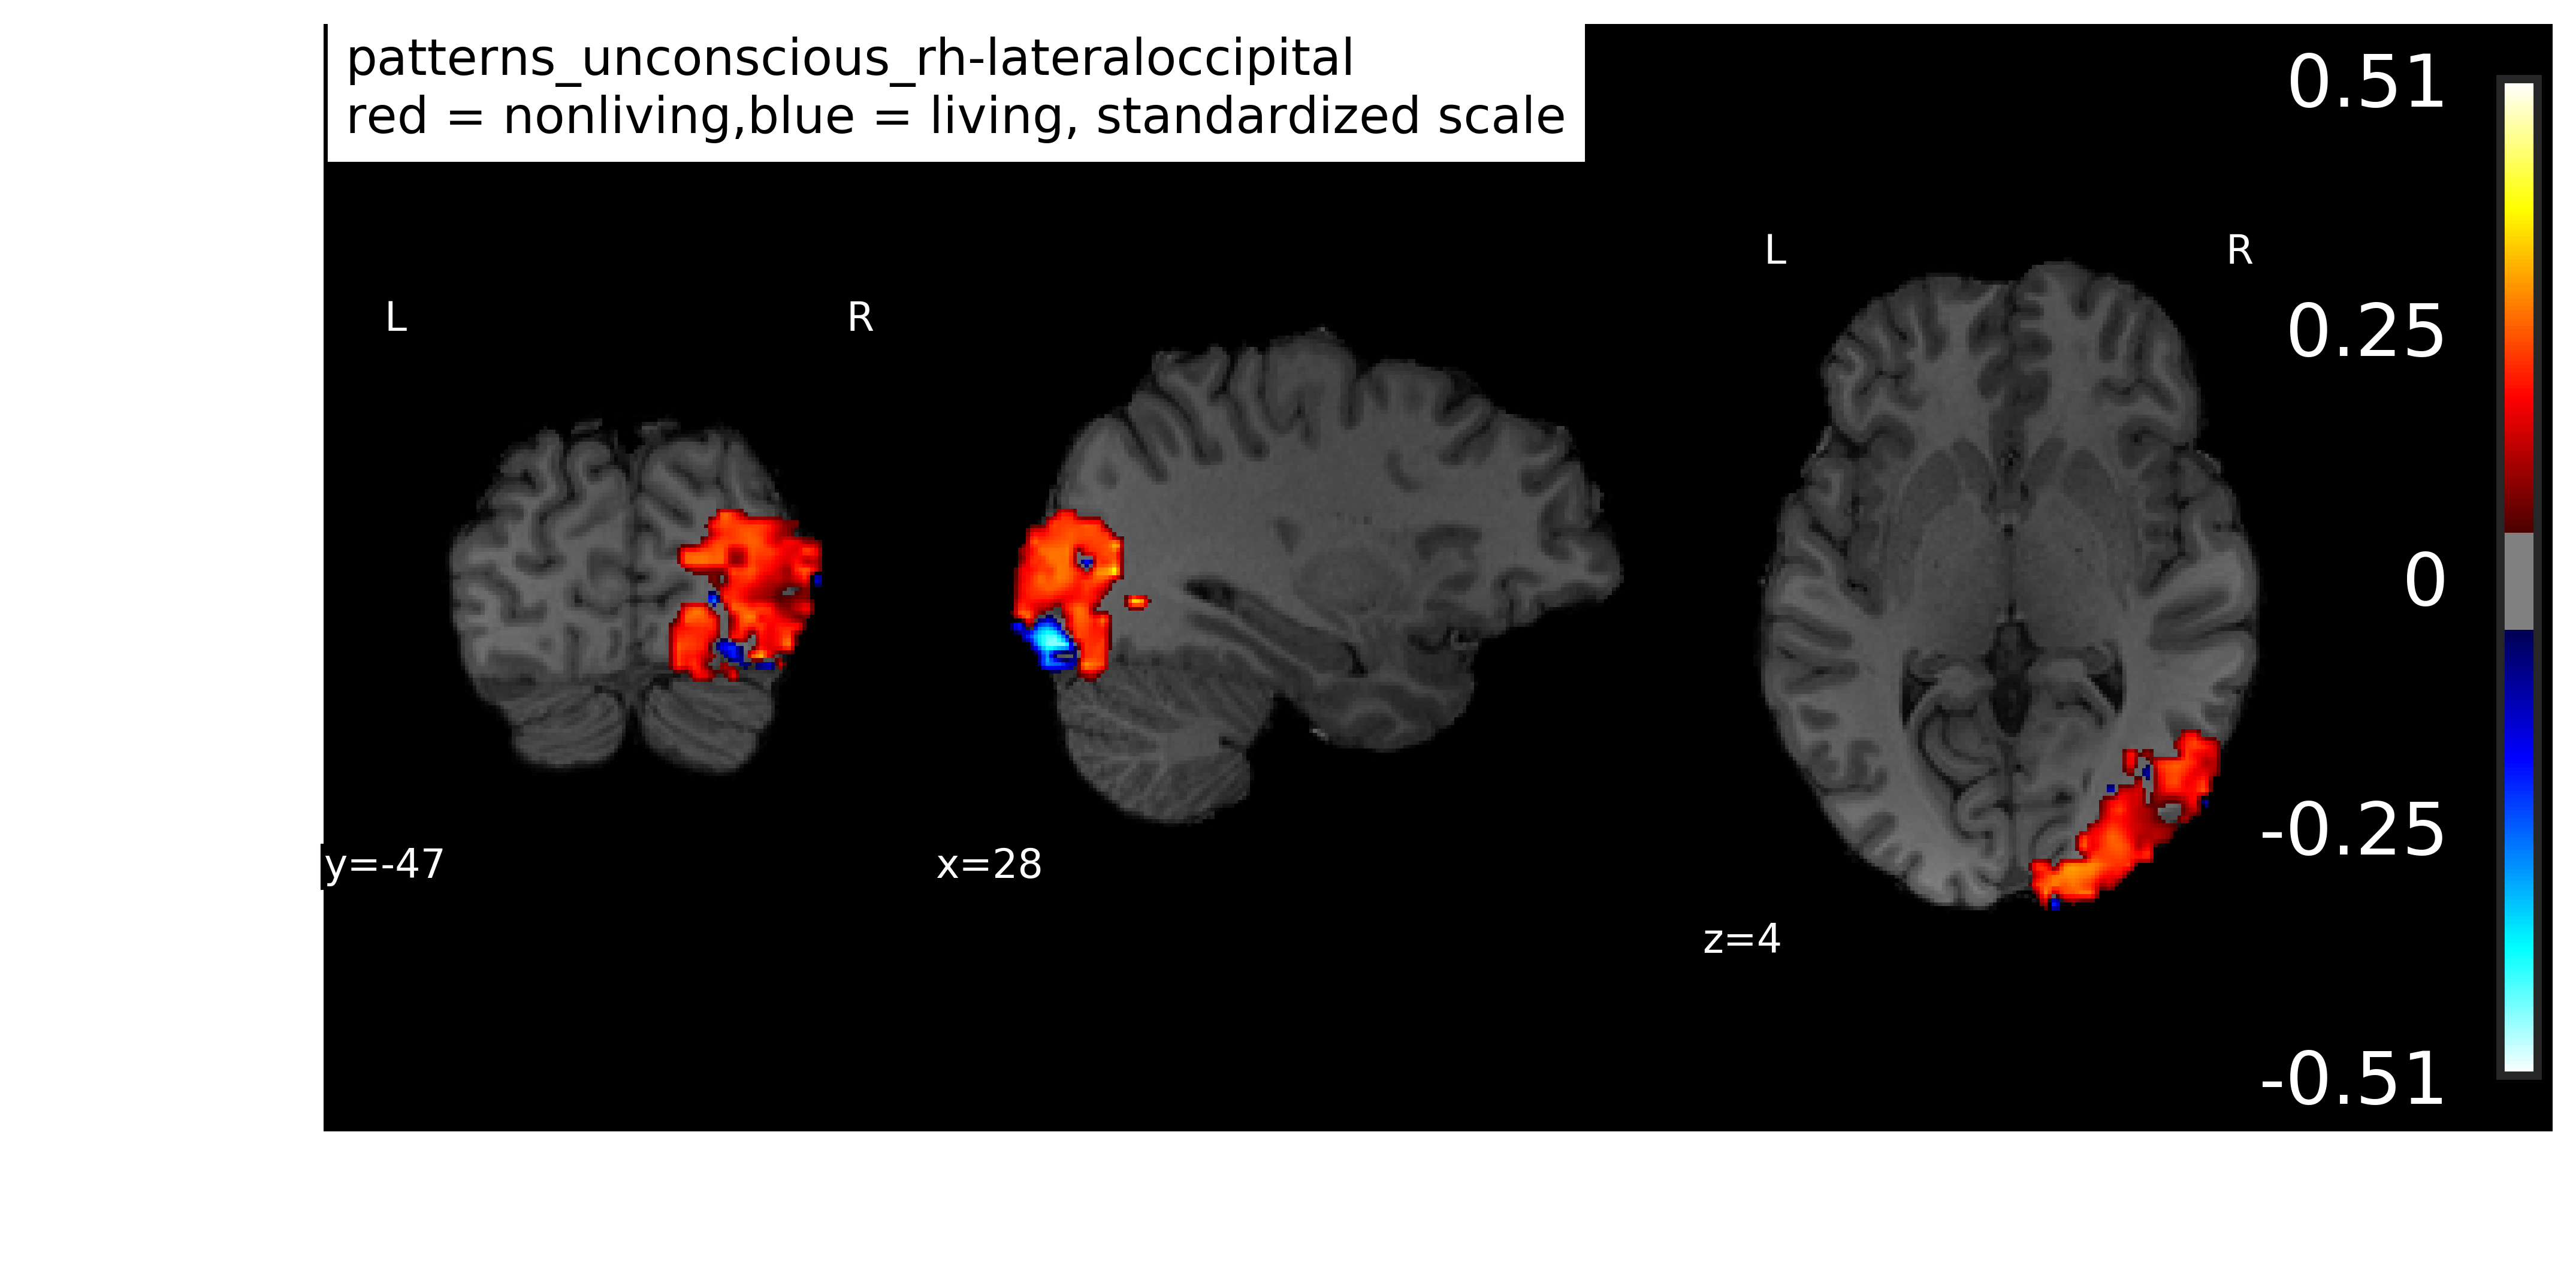 patterns_unconscious_rh-lateraloccipital
red = nonliving,blue = living, standardized scale
L R
L R
y=-47
x=28
z=4
0.51
0.25
0
-0.25
-0.51